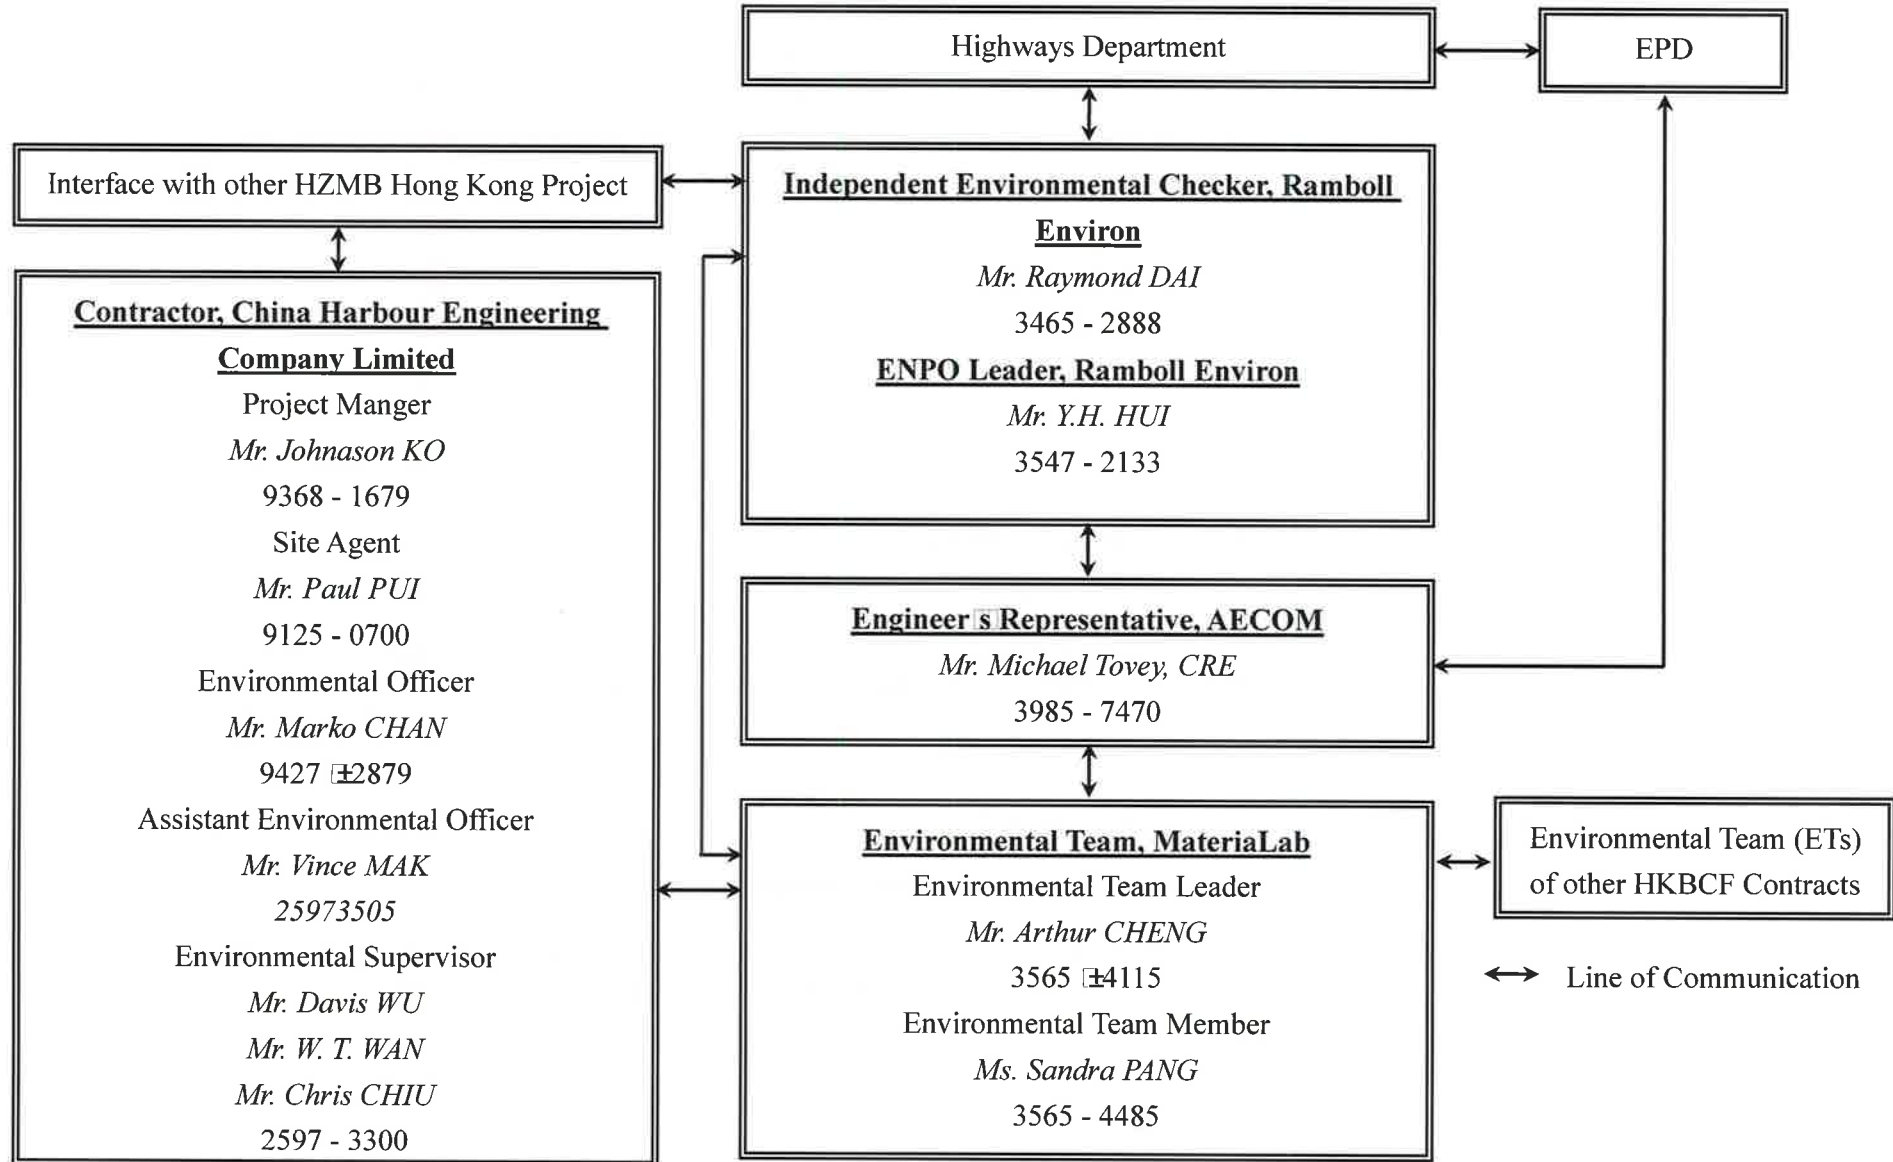 Highways Department
EPD
Interface with other HZMB Hong Kong Project
Independent Environmental Checker, Ramboll
Environ
Mr. Raymond DAI
3465 - 2888
ENPO Leader, Ramboll Environ
Mr. Y.H. HUI
3547 - 2133
Contractor, China Harbour Engineering
Company Limited
Project Manger
Mr. Johnason KO
9368 - 1679
Site Agent
Mr. Paul PUI
9125 - 0700
Environmental Officer
Mr. Marko CHAN
9427 ±2879
Assistant Environmental Officer
Mr. Vince MAK
25973505
Environmental Supervisor
Mr. Davis WU
Mr. W. T. WAN
Mr. Chris CHIU
2597 - 3300
Engineer s Representative, AECOM
Mr. Michael Tovey, CRE
3985 - 7470
Environmental Team, MateriaLab
Environmental Team Leader
Mr. Arthur CHENG
3565 ±4115
Environmental Team Member
Ms. Sandra PANG
3565 - 4485
Environmental Team (ETs)
of other HKBCF Contracts
Line of Communication